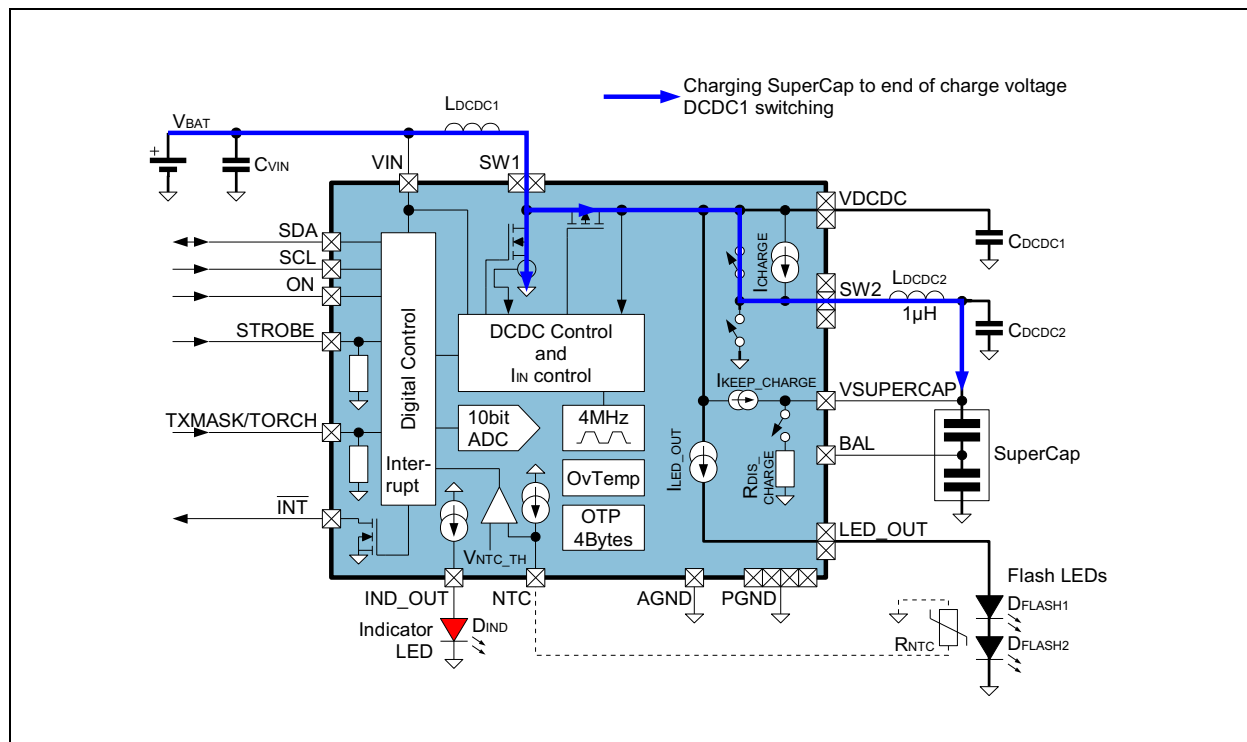 Charging SuperCap to end of charge voltage
DCDC1 switching
LDCDC1
VBAT
+
CVIN
VIN
SW1
VDCDC
CDCDC1
SDA
SCL
ON
STROBE
TXMASK/TORCH
INT
Digital Control
Inter-
rupt
DCDC Control
and
IIN control
10bit
ADC
4MHz
OvTemp
OTP
4Bytes
VNTC_TH
ICHARGE
SW2
LDCDC2
1µH
CDCDC2
IKEEP_CHARGE
VSUPERCAP
ILED_OUT
RDIS_
CHARGE
BAL
SuperCap
LED_OUT
Flash LEDs
DFLASH1
DFLASH2
RNTC
IND_OUT
NTC
AGND
PGND
Indicator
LED
DIND